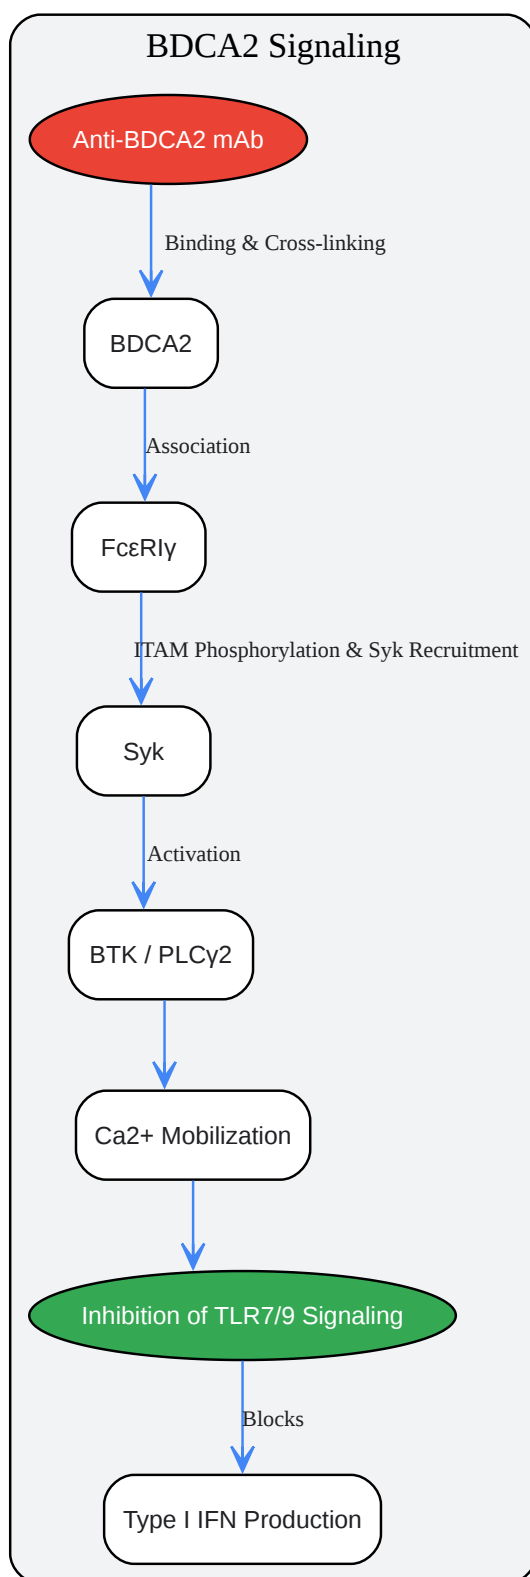 BDCA2 Signaling
Anti-BDCA2 mAb
Binding & Cross-linking
BDCA2
Association
FcεRIγ
ITAM Phosphorylation & Syk Recruitment
Syk
Activation
BTK / PLCγ2
Ca2+ Mobilization
Inhibition of TLR7/9 Signaling
Blocks
Type I IFN Production